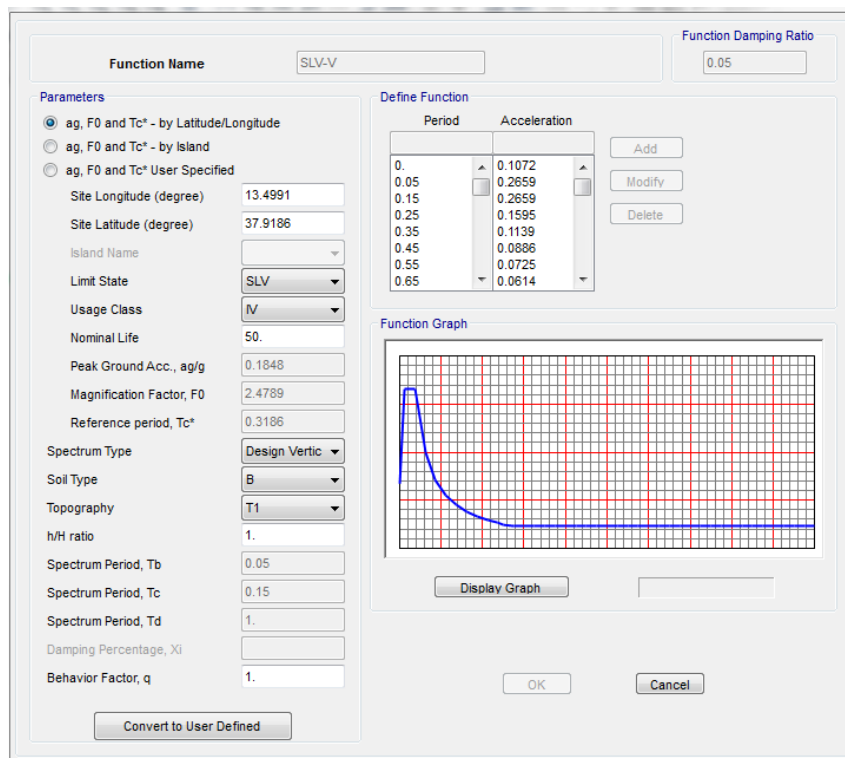 Function Damping Ratio
Function Name SLV-V 0.05
Parameters
ag, F0 and Tc* - by Latitude/Longitude
ag, F0 and Tc* - by Island
ag, F0 and Tc* User Specified
Site Longitude (degree) 13.4991
Site Latitude (degree) 37.9186
Island Name
Limit State SLV
Usage Class IV
Nominal Life 50.
Peak Ground Acc., ag/g 0.1848
Magnification Factor, F0 2.4789
Reference period, Tc* 0.3186
Spectrum Type Design Vertic
Soil Type B
Topography T1
h/H ratio 1.
Spectrum Period, Tb 0.05
Spectrum Period, Tc 0.15
Spectrum Period, Td 1.
Damping Percentage, Xi
Behavior Factor, q 1.
Convert to User Defined
Define Function
Period Acceleration
0. 0.1072
0.05 0.2659
0.15 0.2659
0.25 0.1595
0.35 0.1139
0.45 0.0886
0.55 0.0725
0.65 0.0614
Add
Modify
Delete
Function Graph
Display Graph
OK Cancel